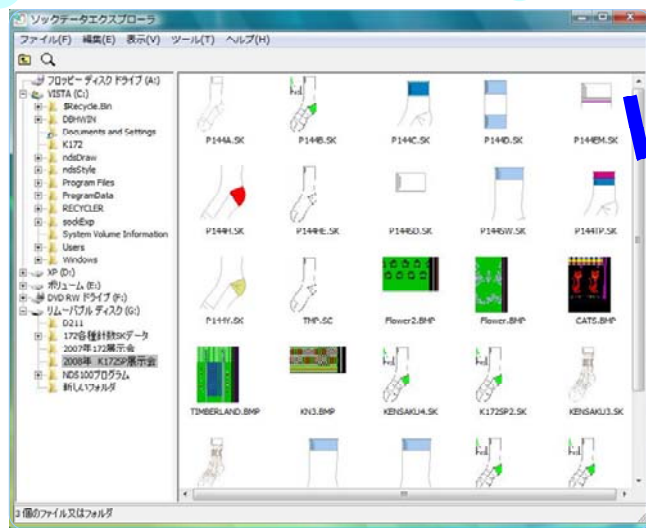 ソックデータエクスプローラ
ファイル(F) 編集(E) 表示(V) ツール(T) ヘルプ(H)
フロッピー ディスク ドライブ (A:)
VISTA (C:)
$Recycle.Bin
DBHWIN
Documents and Settings
K172
ndsDraw
ndsStyle
Program Files
ProgramData
RECYCLER
sockExp
System Volume Information
Users
Windows
XP (D:)
ボリューム (E:)
DVD RW ドライブ (F:)
リムーバブル ディスク (G:)
D211
172各種計数SKデータ
2007年172展示会
2008年 K172SP展示会
NDS100プログラム
新しいフォルダ
P144A.SK P144B.SK P144C.SK P144D.SK P144EM.SK
P144H.SK P144HE.SK P144SD.SK P144SW.SK P144TP.SK
P144Y.SK TMP.SC Flower2.BMP Flower.BMP CATS.BMP
TIMBERLAND.BMP KN3.BMP KENSAKU4.SK K172SP2.SK KENSAKU3.SK
3 個のファイル又はフォルダ